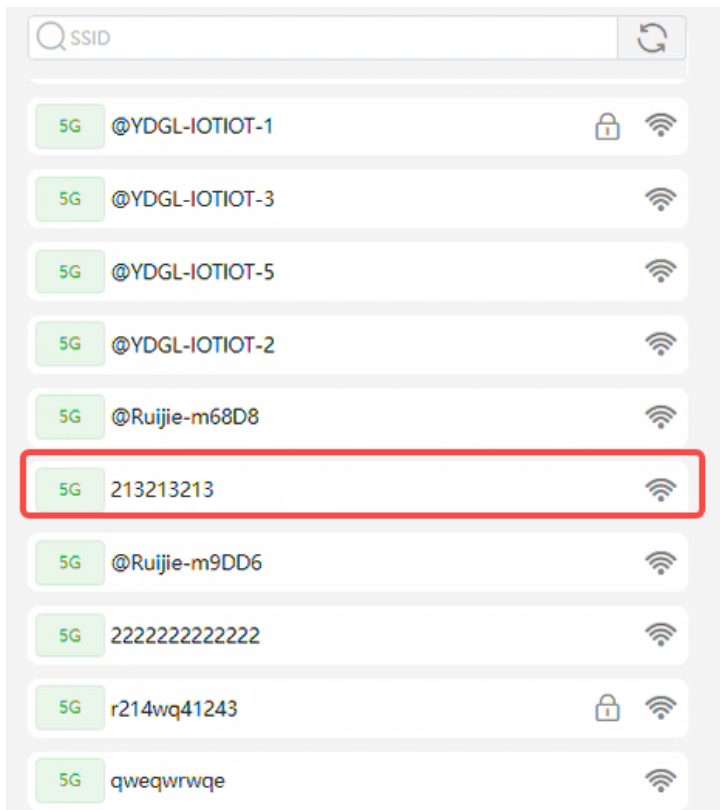 SSID
5G @YDGL-IOTIOT-1
5G @YDGL-IOTIOT-3
5G @YDGL-IOTIOT-5
5G @YDGL-IOTIOT-2
5G @Ruijie-m68D8
5G 213213213
5G @Ruijie-m9DD6
5G 2222222222222
5G r214wq41243
5G qweqwrwqe